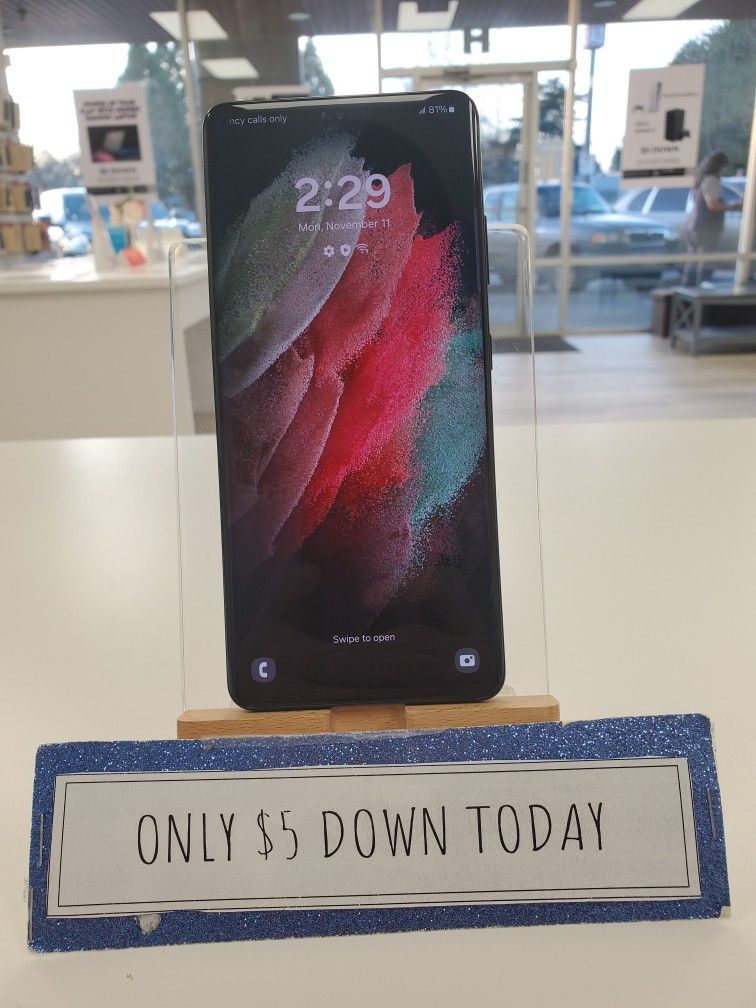 ncy calls only
81%
2:29
Mon, November 11
Swipe to open
ONLY $5 DOWN TODAY